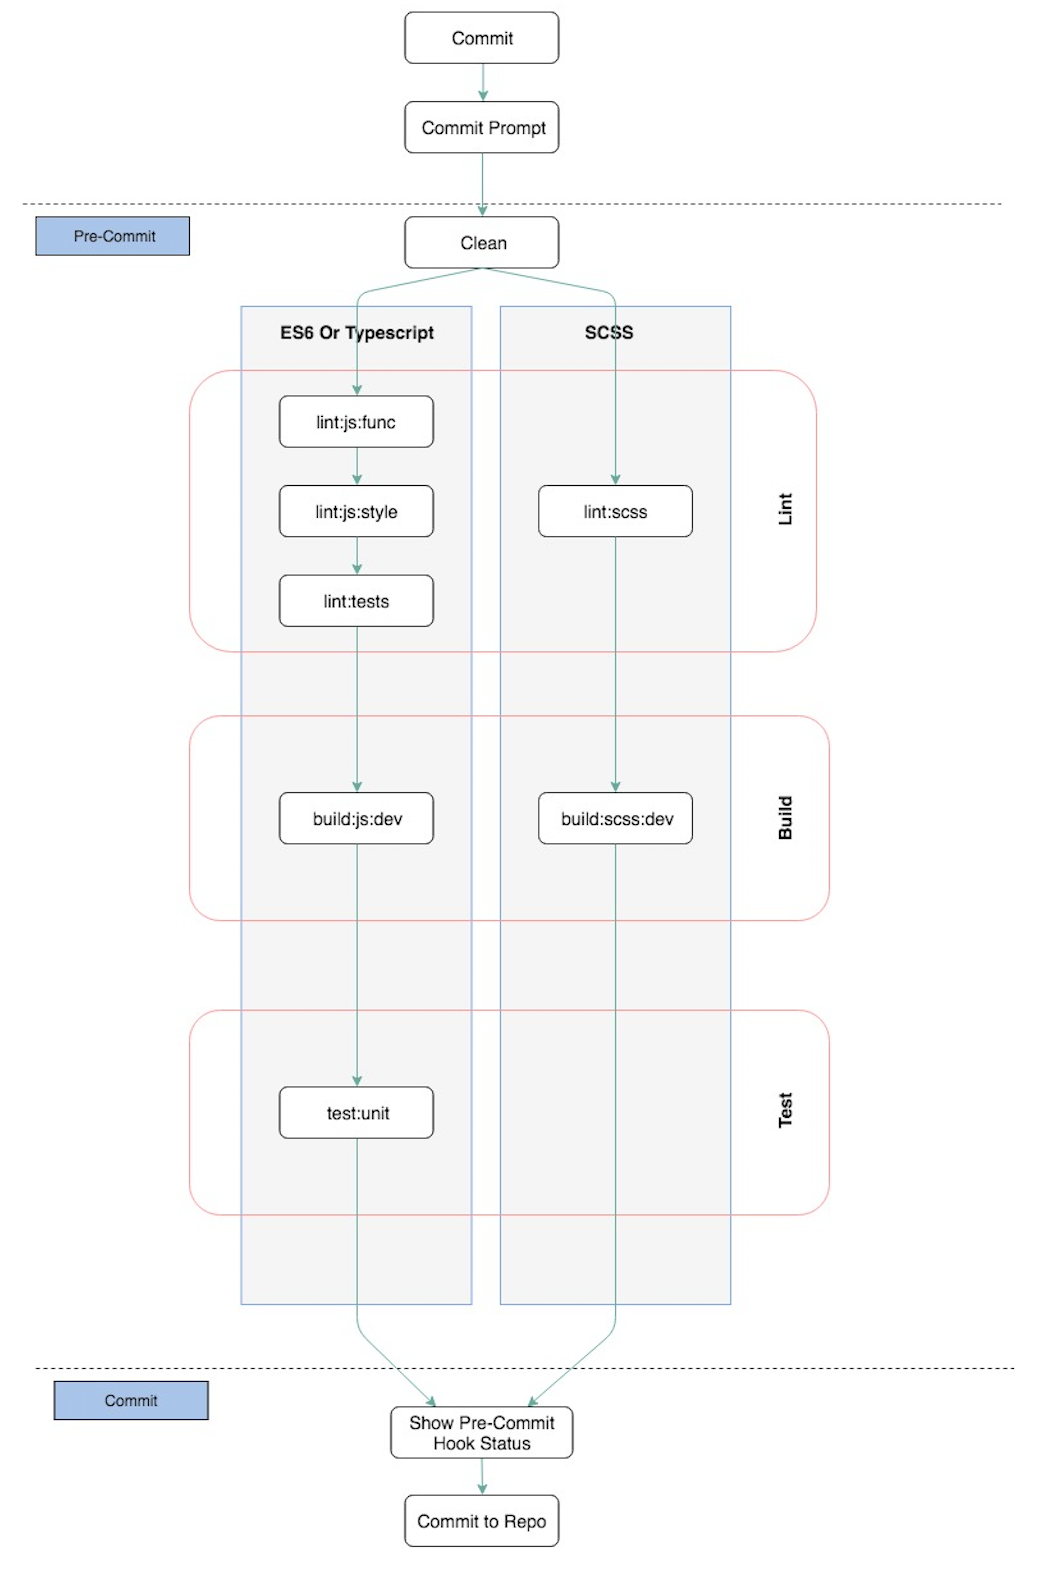 Commit
Commit Prompt
Pre-Commit
Clean
ES6 Or Typescript
SCSS
lint:js:func
lint:js:style
lint:scss
Lint
lint:tests
build:js:dev
build:scss:dev
Build
test:unit
Test
Commit
Show Pre-Commit
Hook Status
Commit to Repo